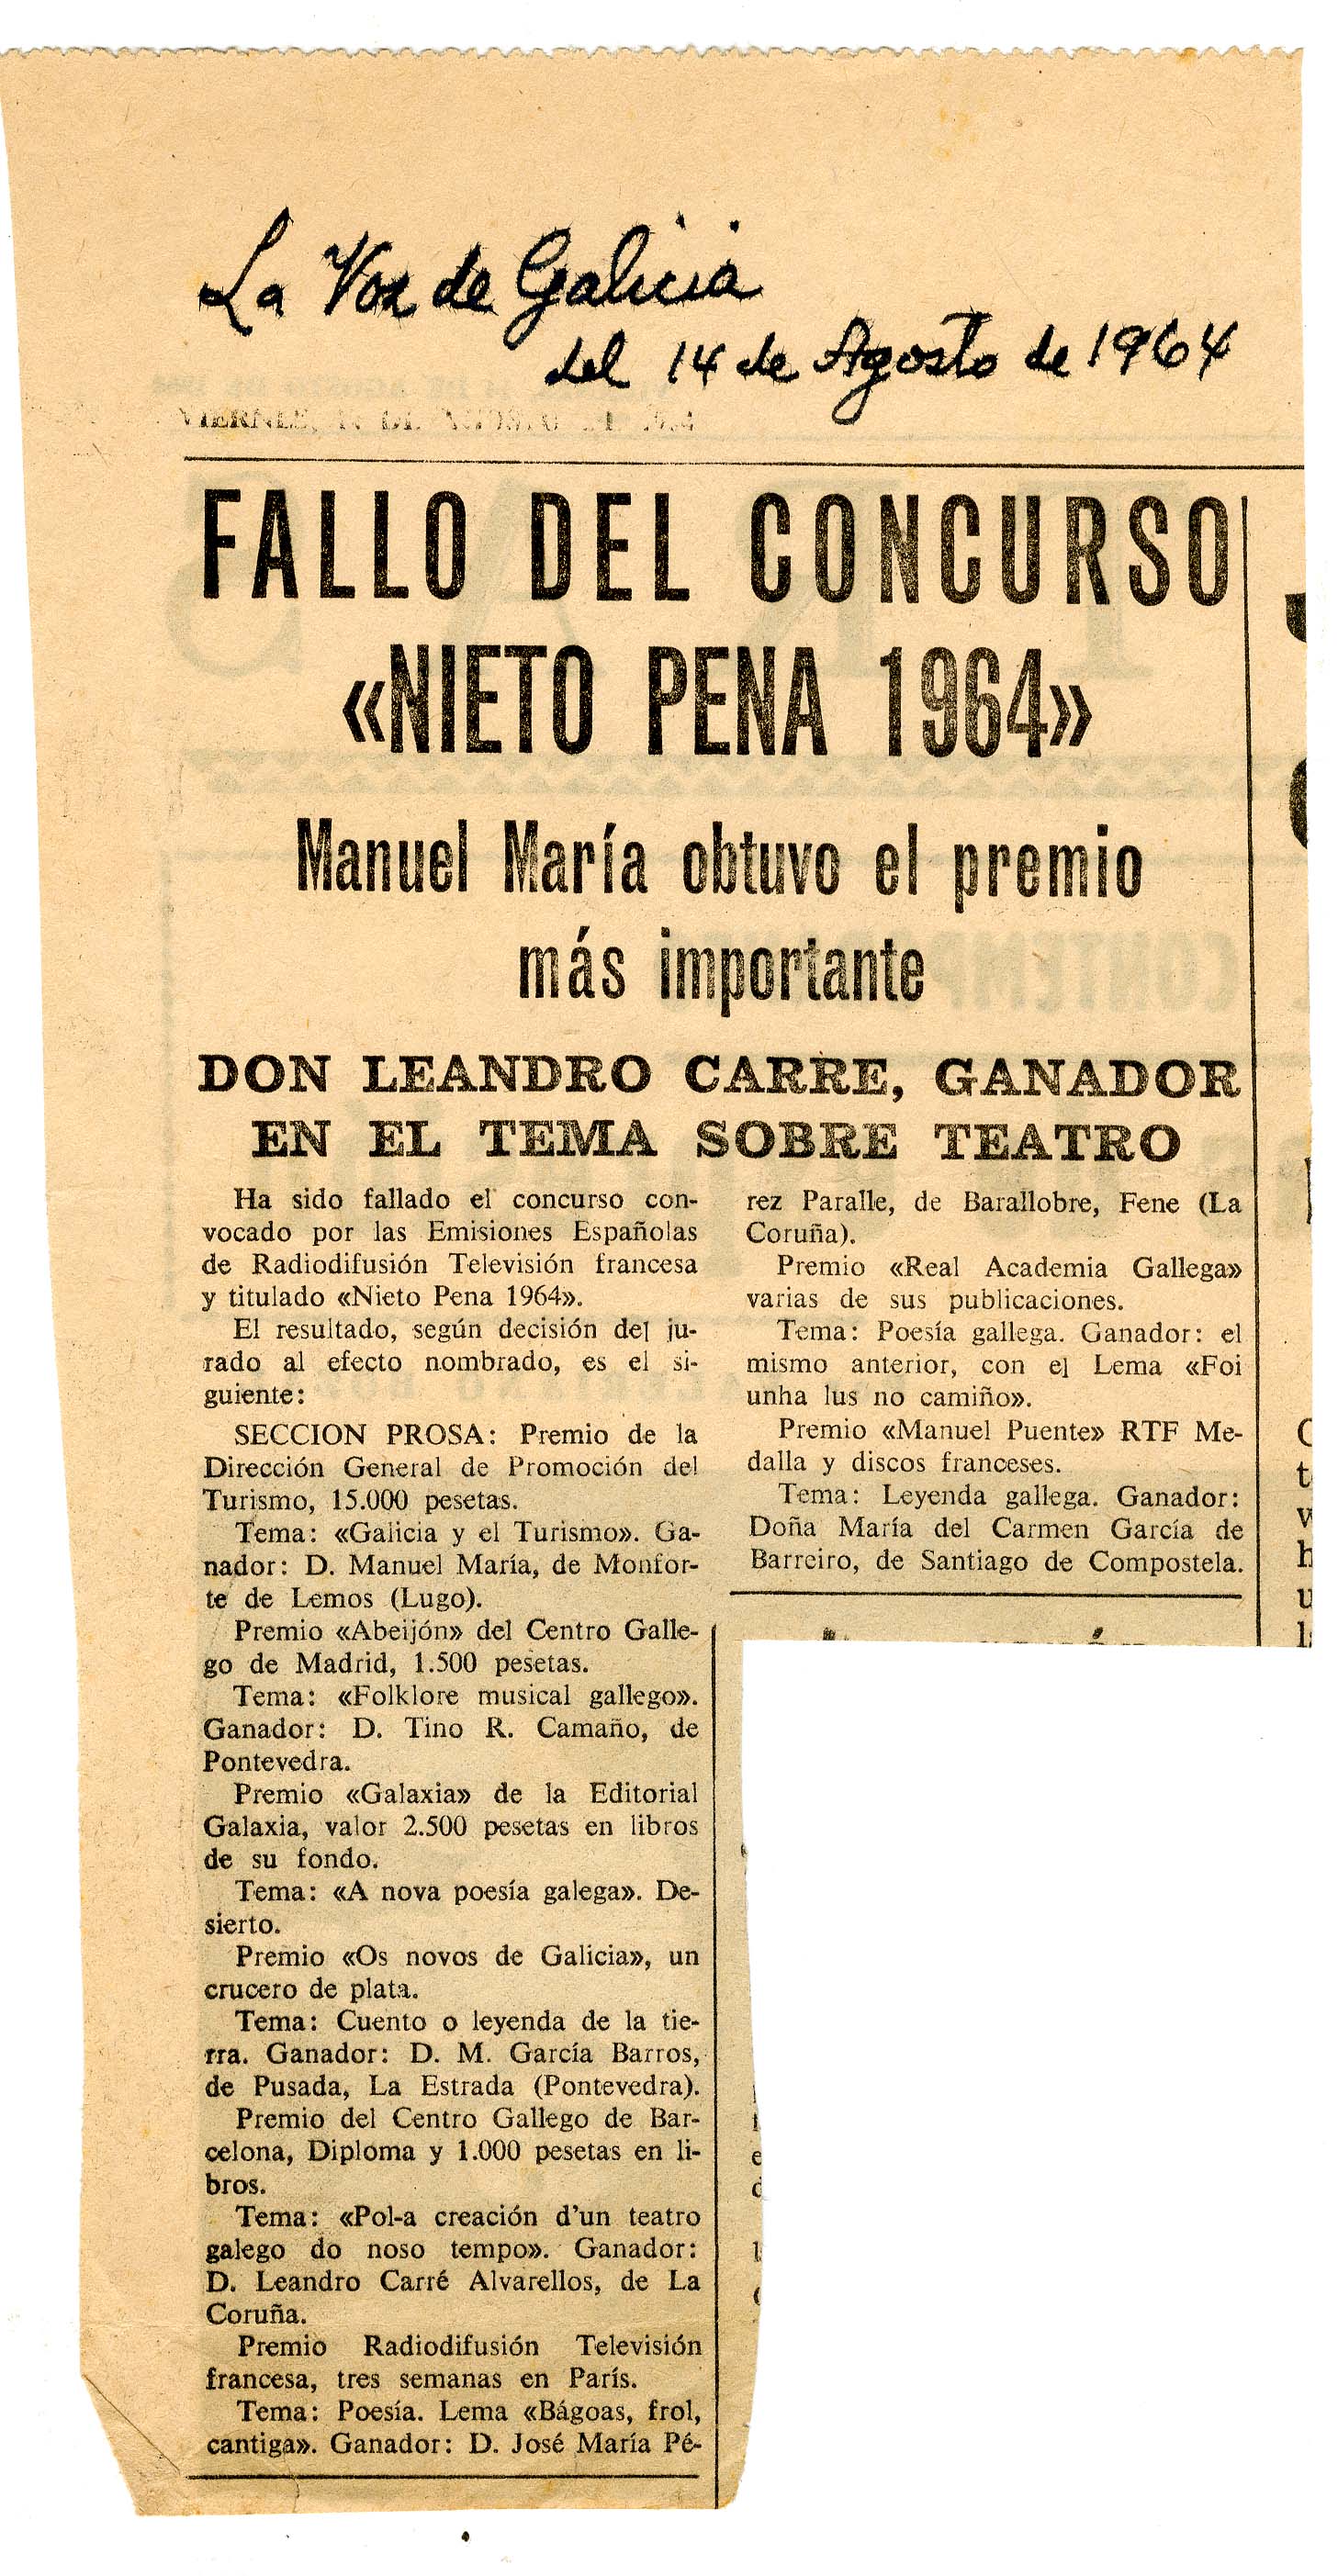 La Voz de Galicia
del 14 de Agosto de 1964
VIERNES, 14 DE AGOSTO DE 1964
FALLO DEL CONCURSO
«NIETO PENA 1964»
Manuel María obtuvo el premio
más importante
DON LEANDRO CARRE, GANADOR
EN EL TEMA SOBRE TEATRO
Ha sido fallado el concurso con-
vocado por las Emisiones Españolas
de Radiodifusión Televisión francesa
y titulado «Nieto Pena 1964».
El resultado, según decisión del ju-
rado al efecto nombrado, es el si-
guiente:
SECCION PROSA: Premio de la
Dirección General de Promoción del
Turismo, 15.000 pesetas.
Tema: «Galicia y el Turismo». Ga-
nador: D. Manuel María, de Monfor-
te de Lemos (Lugo).
Premio «Abeijón» del Centro Galle-
go de Madrid, 1.500 pesetas.
Tema: «Folklore musical gallego».
Ganador: D. Tino R. Camaño, de
Pontevedra.
Premio «Galaxia» de la Editorial
Galaxia, valor 2.500 pesetas en libros
de su fondo.
Tema: «A nova poesía galega». De-
sierto.
Premio «Os novos de Galicia», un
crucero de plata.
Tema: Cuento o leyenda de la tie-
rra. Ganador: D. M. García Barros,
de Pusada, La Estrada (Pontevedra).
Premio del Centro Gallego de Bar-
celona, Diploma y 1.000 pesetas en li-
bros.
Tema: «Pol-a creación d'un teatro
galego do noso tempo». Ganador:
D. Leandro Carré Alvarellos, de La
Coruña.
Premio Radiodifusión Televisión
francesa, tres semanas en París.
Tema: Poesía. Lema «Bágoas, frol,
cantiga». Ganador: D. José María Pé-
rez Paralle, de Barallobre, Fene (La
Coruña).
Premio «Real Academia Gallega»
varias de sus publicaciones.
Tema: Poesía gallega. Ganador: el
mismo anterior, con el Lema «Foi
unha lus no camiño».
Premio «Manuel Puente» RTF Me-
dalla y discos franceses.
Tema: Leyenda gallega. Ganador:
Doña María del Carmen García de
Barreiro, de Santiago de Compostela.